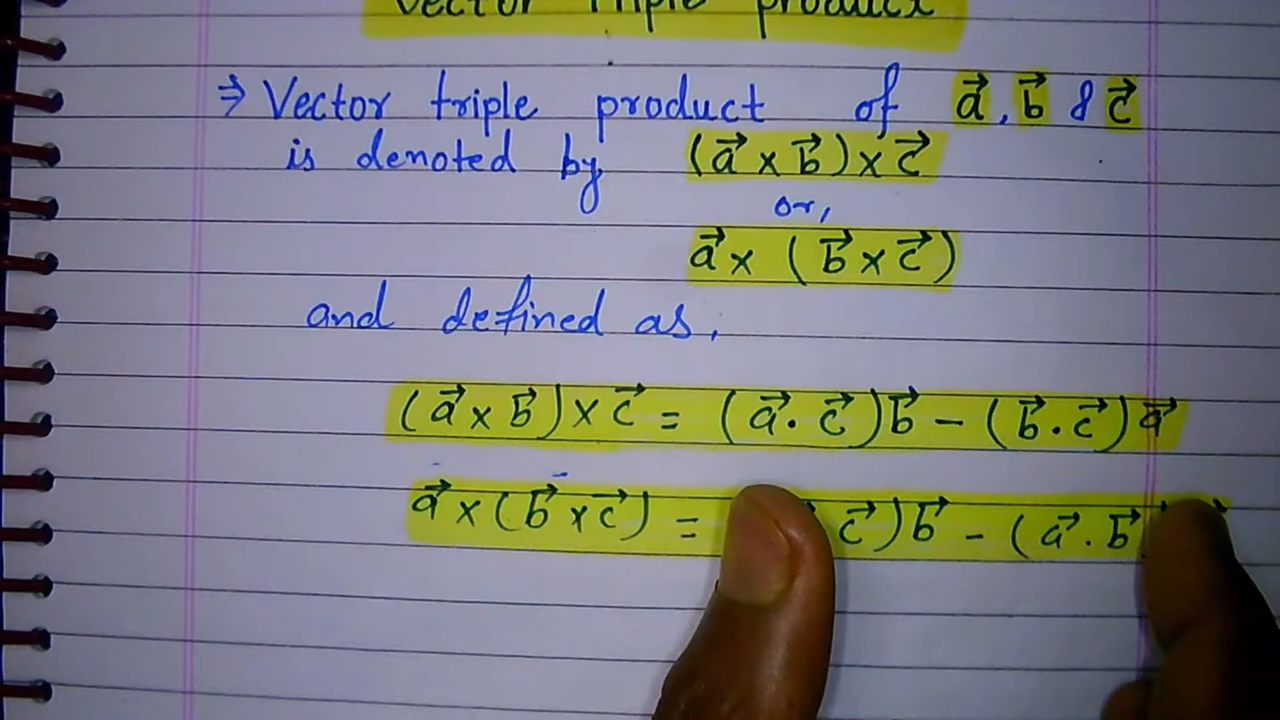 Vector Triple product
⇒ Vector triple product of a⃗, b⃗ & c⃗
is denoted by (a⃗ × b⃗) × c⃗
or,
a⃗ × (b⃗ × c⃗)
and defined as,
(a⃗ × b⃗) × c⃗ = (a⃗ . c⃗) b⃗ - (b⃗ . c⃗) a⃗
a⃗ × (b⃗ × c⃗) = c⃗) b⃗ - (a⃗ . b⃗